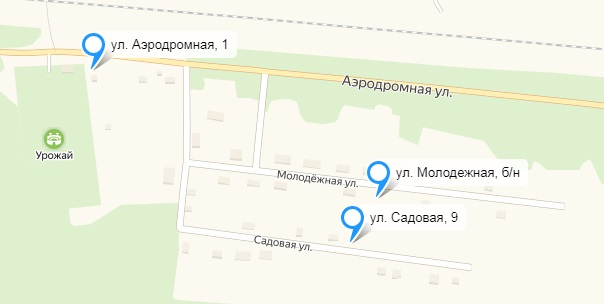 ул. Аэродромная, 1
Аэродромная ул.
Урожай
ул. Молодежная, б/н
Молодёжная ул.
ул. Садовая, 9
Садовая ул.